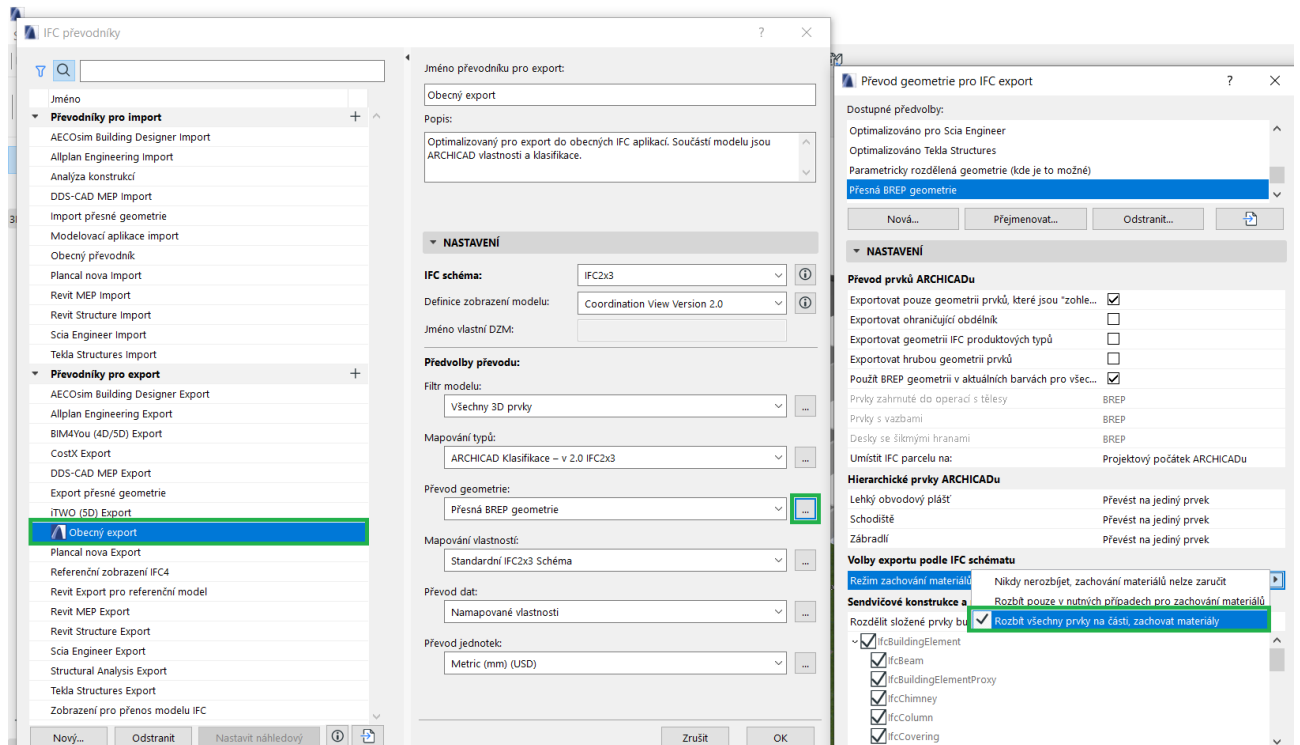 IFC převodníky
Jméno
Převodníky pro import
AECOsim Building Designer Import
Allplan Engineering Import
Analýza konstrukcí
DDS-CAD MEP Import
Import přesné geometrie
Modelovací aplikace import
Obecný převodník
Plancal nova Import
Revit MEP Import
Revit Structure Import
Scia Engineer Import
Tekla Structures Import
Převodníky pro export
AECOsim Building Designer Export
Allplan Engineering Export
BIM4You (4D/5D) Export
CostX Export
DDS-CAD MEP Export
Export přesné geometrie
iTWO (5D) Export
Obecný export
Plancal nova Export
Referenční zobrazení IFC4
Revit Export pro referenční model
Revit MEP Export
Revit Structure Export
Scia Engineer Export
Structural Analysis Export
Tekla Structures Export
Zobrazení pro přenos modelu IFC
Nový... Odstranit Nastavit náhledový
Jméno převodníku pro export:
Obecný export
Popis:
Optimalizovaný pro export do obecných IFC aplikací. Součástí modelu jsou
ARCHICAD vlastnosti a klasifikace.
NASTAVENÍ
IFC schéma: IFC2x3
Definice zobrazení modelu: Coordination View Version 2.0
Jméno vlastní DZM:
Předvolby převodu:
Filtr modelu:
Všechny 3D prvky ...
Mapování typů:
ARCHICAD Klasifikace – v 2.0 IFC2x3 ...
Převod geometrie:
Přesná BREP geometrie ...
Mapování vlastností:
Standardní IFC2x3 Schéma ...
Převod dat:
Namapované vlastnosti ...
Převod jednotek:
Metric (mm) (USD) ...
Zrušit OK
Převod geometrie pro IFC export
Dostupné předvolby:
Optimalizováno pro Scia Engineer
Optimalizováno Tekla Structures
Parametricky rozdělená geometrie (kde je to možné)
Přesná BREP geometrie
Nová... Přejmenovat... Odstranit...
NASTAVENÍ
Převod prvků ARCHICADu
Exportovat pouze geometrii prvků, které jsou "zohle...
Exportovat ohraničující obdélník
Exportovat geometrii IFC produktových typů
Exportovat hrubou geometrii prvků
Použít BREP geometrii v aktuálních barvách pro všec...
Prvky zahrnuté do operací s tělesy BREP
Prvky s vazbami BREP
Desky se šikmými hranami BREP
Umístit IFC parcelu na: Projektový počátek ARCHICADu
Hierarchické prvky ARCHICADu
Lehký obvodový plášť Převést na jediný prvek
Schodiště Převést na jediný prvek
Zábradlí Převést na jediný prvek
Volby exportu podle IFC schématu
Režim zachování materiálů Nikdy nerozbíjet, zachování materiálů nelze zaručit
Sendvičové konstrukce a Rozbít pouze v nutných případech pro zachování materiálů
Rozdělit složené prvky bu Rozbít všechny prvky na části, zachovat materiály
IfcBuildingElement
IfcBeam
IfcBuildingElementProxy
IfcChimney
IfcColumn
IfcCovering